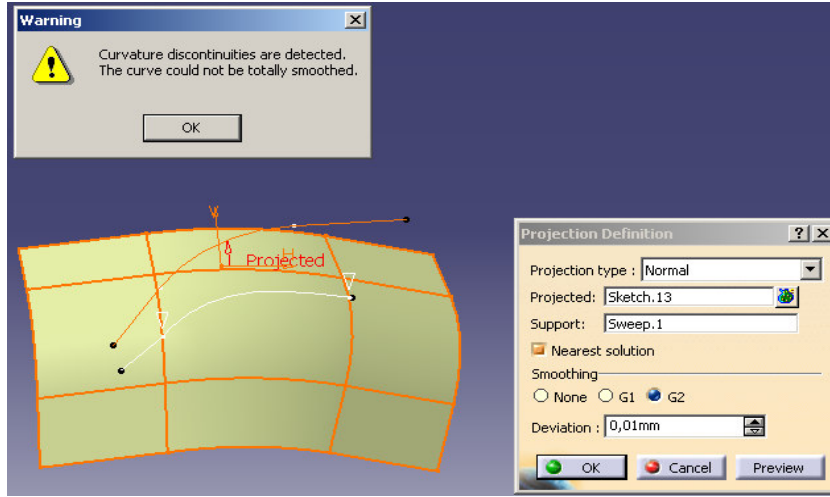 Warning
Curvature discontinuities are detected.
The curve could not be totally smoothed.
OK
V
Projected
H
Projection Definition
Projection type : Normal
Projected: Sketch.13
Support: Sweep.1
Nearest solution
Smoothing
None G1 G2
Deviation : 0,01mm
OK Cancel Preview